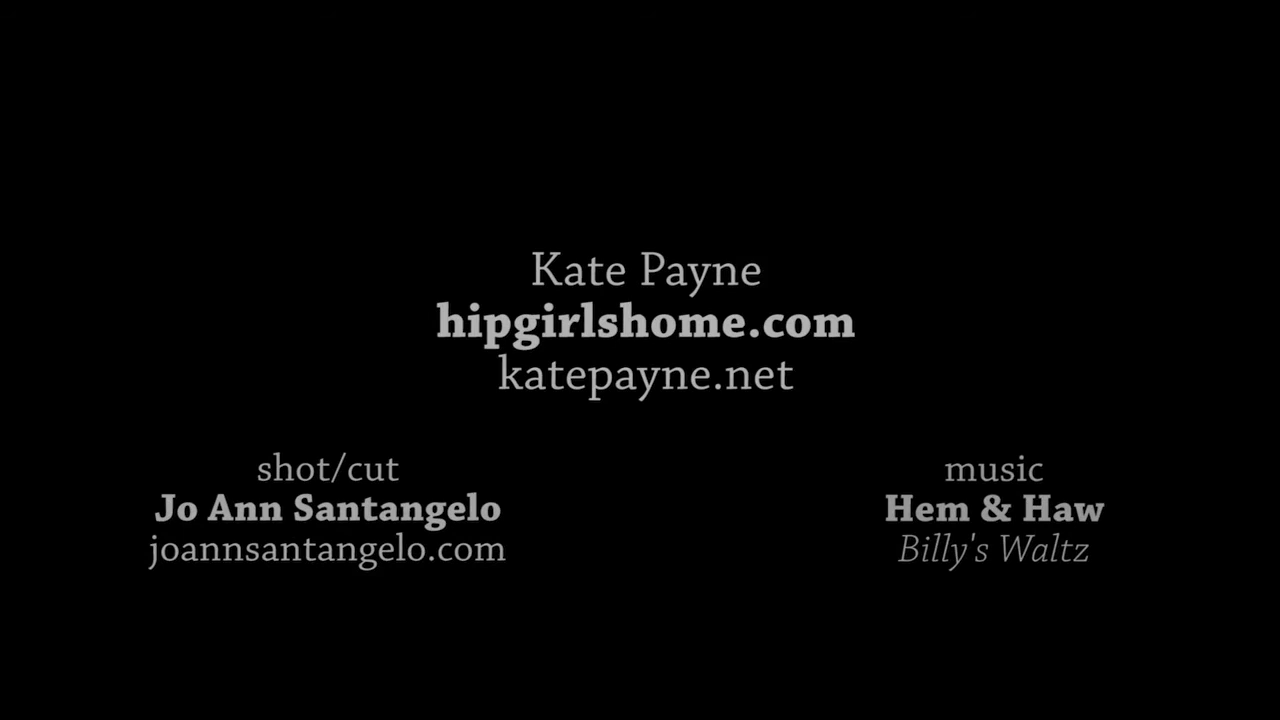 Kate Payne
hipgirlshome.com
katepayne.net
shot/cut
Jo Ann Santangelo
joannsantangelo.com
music
Hem & Haw
Billy's Waltz